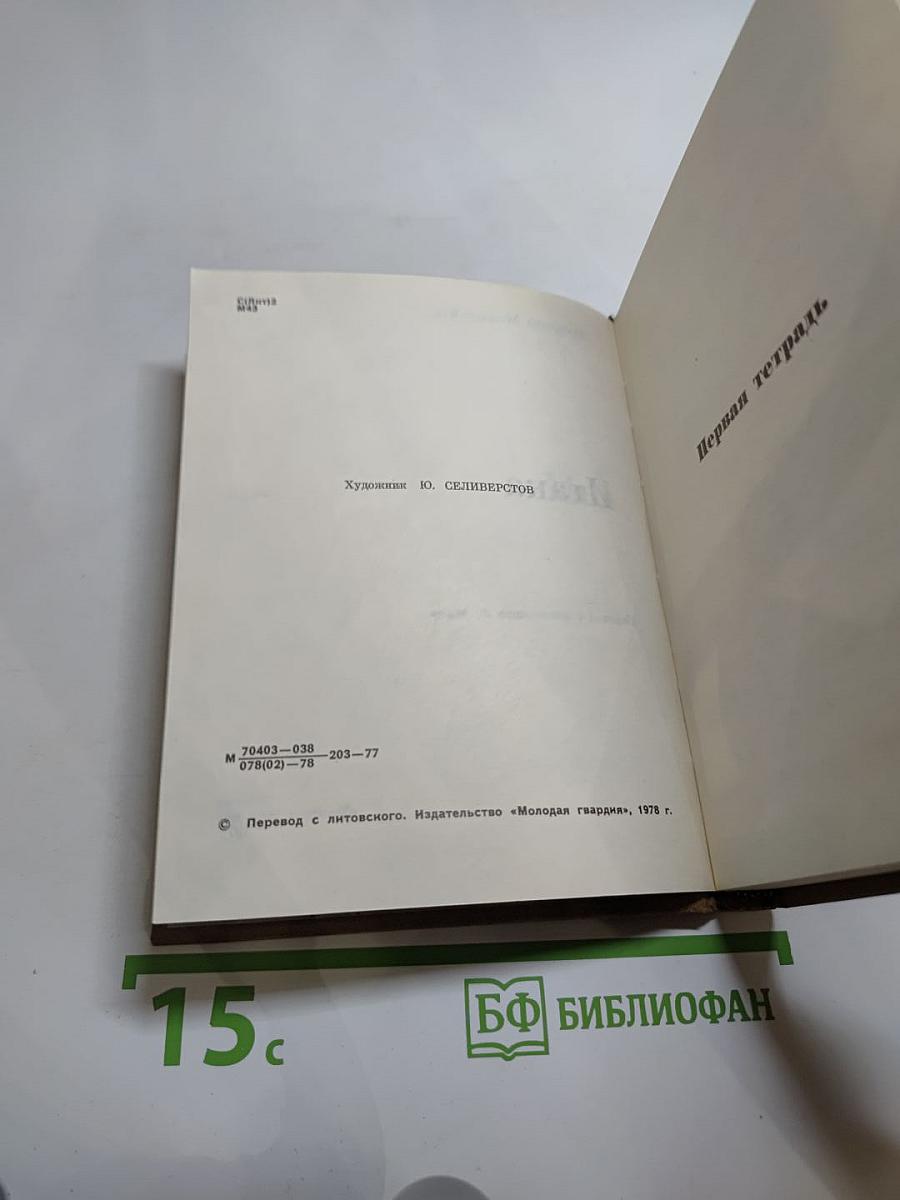 С(Лит)2
М43
Художник Ю. СЕЛИВЕРСТОВ
М 70403—038
078(02)—78 —203—77
© Перевод с литовского. Издательство «Молодая гвардия», 1978 г.
Первая тетрадь
15 с
БФ БИБЛИОФАН